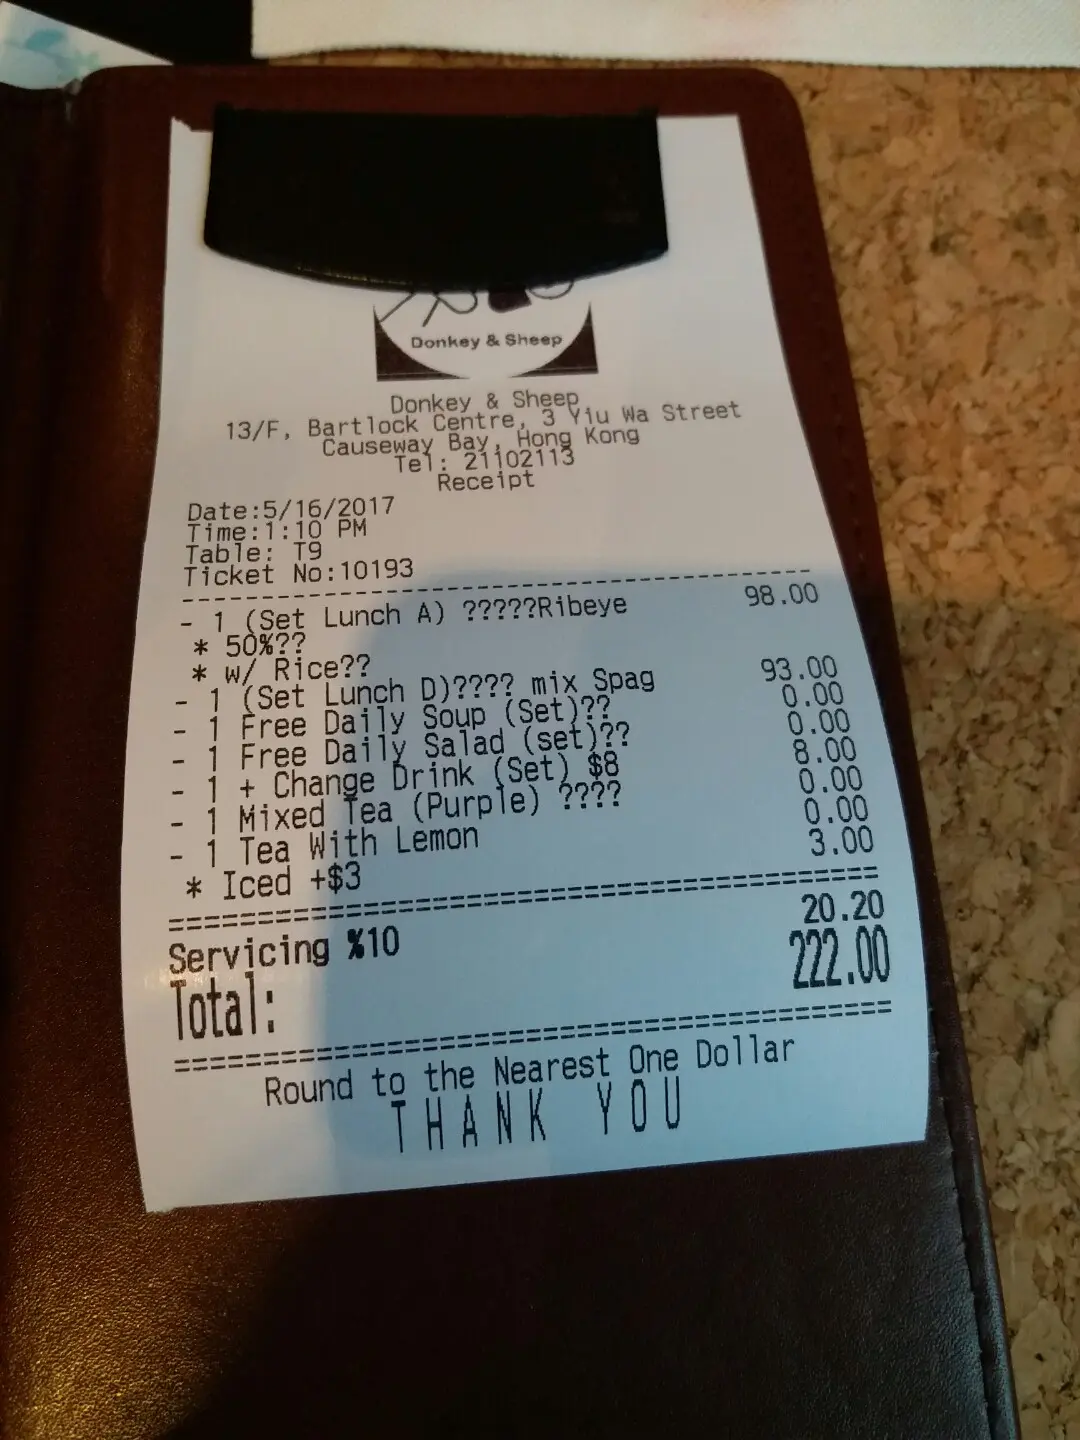 Donkey & Sheep
Donkey & Sheep
13/F, Bartlock Centre, 3 Yiu Wa Street
Causeway Bay, Hong Kong
Tel: 21102113
Receipt
Date:5/16/2017
Time:1:10 PM
Table: T9
Ticket No:10193
- 1 (Set Lunch A) ?????Ribeye 98.00
* 50%??
* w/ Rice??
- 1 (Set Lunch D)???? mix Spag 93.00
- 1 Free Daily Soup (Set)?? 0.00
- 1 Free Daily Salad (set)?? 0.00
- 1 + Change Drink (Set) $8 8.00
- 1 Mixed Tea (Purple) ???? 0.00
- 1 Tea With Lemon 0.00
* Iced +$3 3.00
Servicing %10 20.20
Total: 222.00
Round to the Nearest One Dollar
THANK YOU